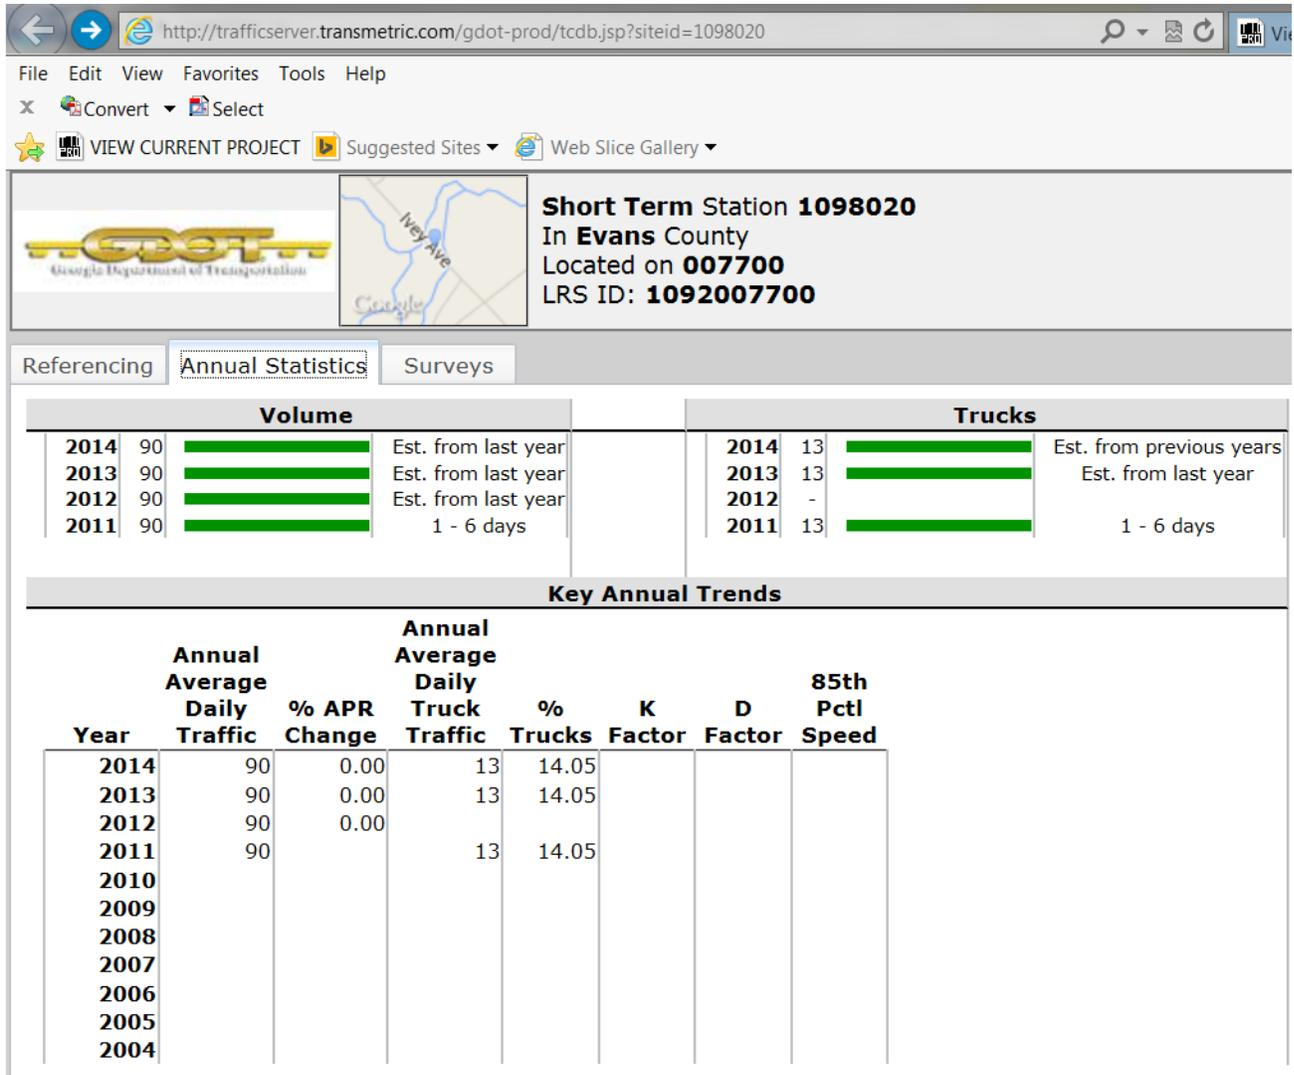 http://trafficserver.transmetric.com/gdot-prod/tcdb.jsp?siteid=1098020
File Edit View Favorites Tools Help
x Convert Select
VIEW CURRENT PROJECT Suggested Sites Web Slice Gallery
GDOT
Georgia Department of Transportation
Ivey Ave
Google
Short Term Station 1098020
In Evans County
Located on 007700
LRS ID: 1092007700
Referencing Annual Statistics Surveys
Volume Trucks
2014 90 Est. from last year 2014 13 Est. from previous years
2013 90 Est. from last year 2013 13 Est. from last year
2012 90 Est. from last year 2012 -
2011 90 1 - 6 days 2011 13 1 - 6 days
Key Annual Trends
Annual
Annual Average
Average Daily 85th
Daily % APR Truck % K D Pctl
Year Traffic Change Traffic Trucks Factor Factor Speed
2014 90 0.00 13 14.05
2013 90 0.00 13 14.05
2012 90 0.00
2011 90 13 14.05
2010
2009
2008
2007
2006
2005
2004